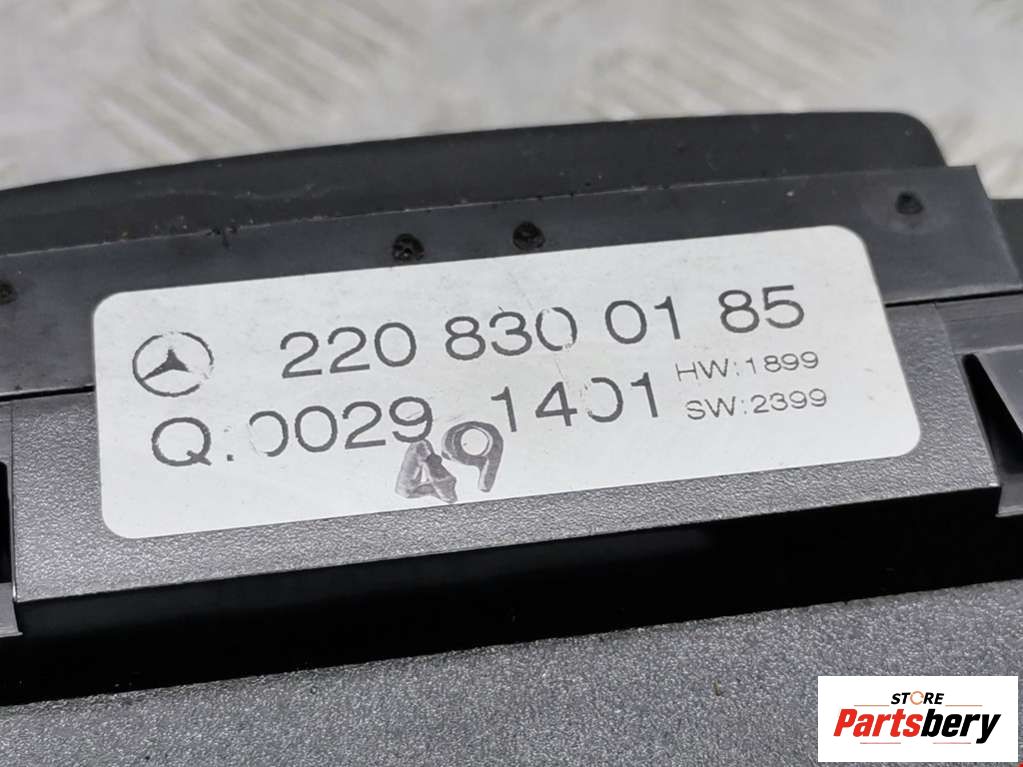 220 830 01 85
HW:1899
Q.0029 1401
SW:2399
49
STORE
Partsbery